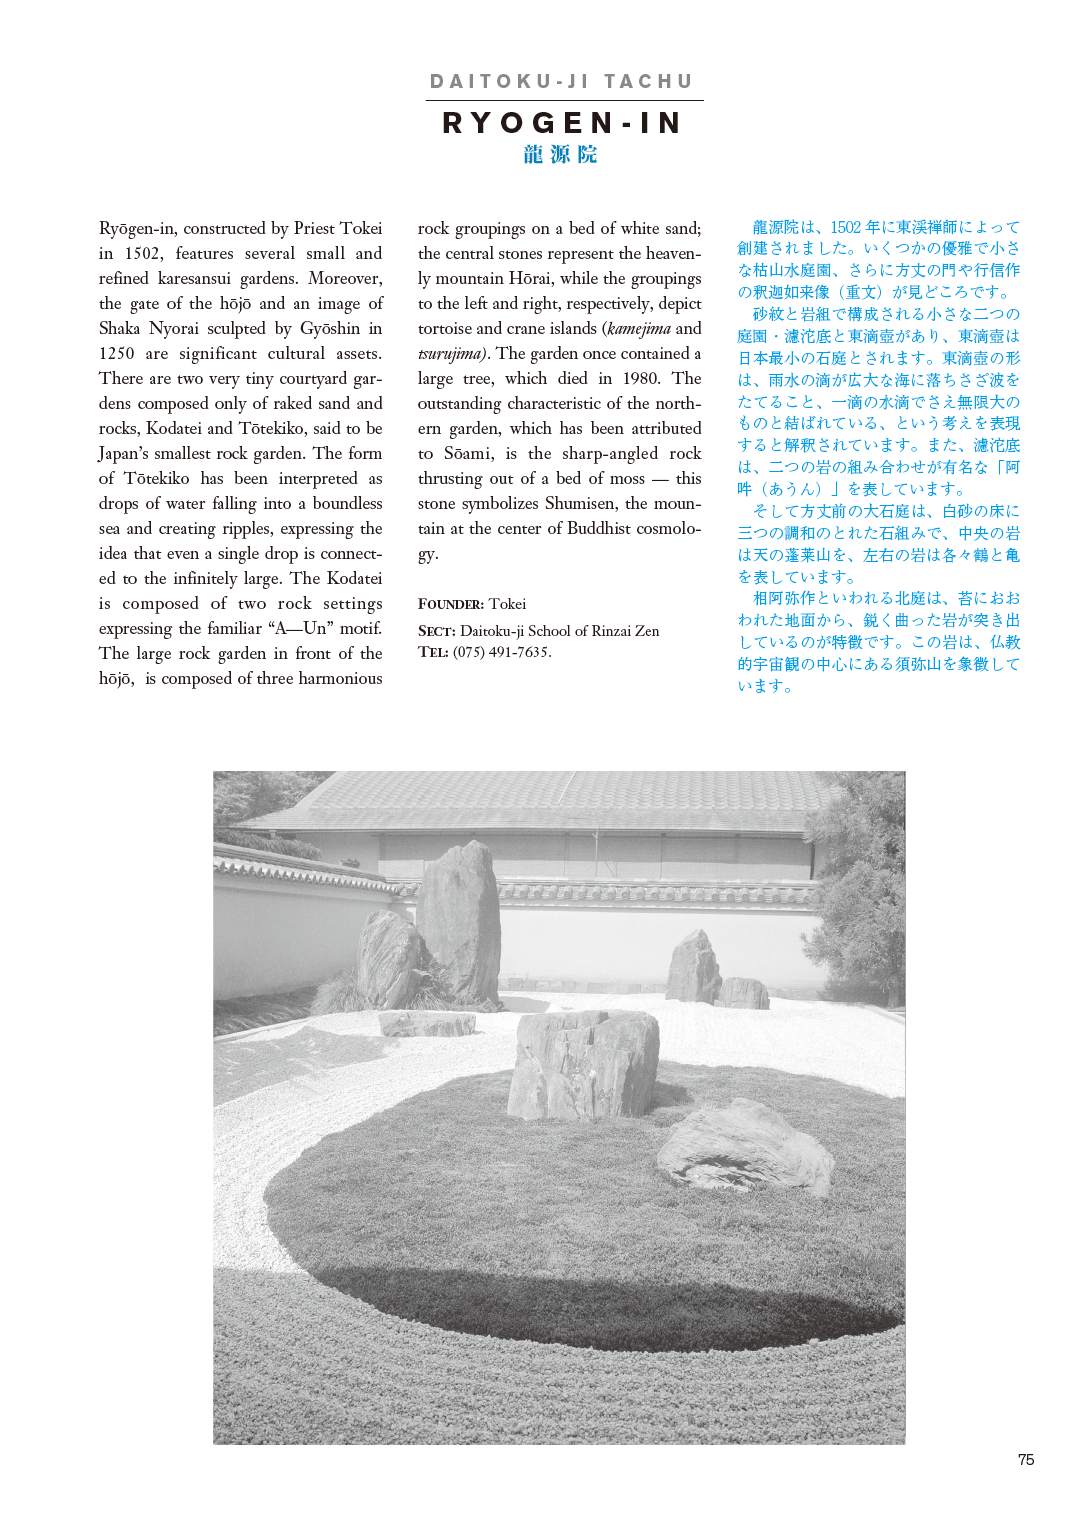 DAITOKU-JI TACHU
RYOGEN-IN
龍源院
Ryōgen-in, constructed by Priest Tokei
in 1502, features several small and
refined karesansui gardens. Moreover,
the gate of the hōjō and an image of
Shaka Nyorai sculpted by Gyōshin in
1250 are significant cultural assets.
There are two very tiny courtyard gar-
dens composed only of raked sand and
rocks, Kodatei and Tōtekiko, said to be
Japan’s smallest rock garden. The form
of Tōtekiko has been interpreted as
drops of water falling into a boundless
sea and creating ripples, expressing the
idea that even a single drop is connect-
ed to the infinitely large. The Kodatei
is composed of two rock settings
expressing the familiar “A—Un” motif.
The large rock garden in front of the
hōjō, is composed of three harmonious
rock groupings on a bed of white sand;
the central stones represent the heaven-
ly mountain Hōrai, while the groupings
to the left and right, respectively, depict
tortoise and crane islands (kamejima and
tsurujima). The garden once contained a
large tree, which died in 1980. The
outstanding characteristic of the north-
ern garden, which has been attributed
to Sōami, is the sharp-angled rock
thrusting out of a bed of moss — this
stone symbolizes Shumisen, the moun-
tain at the center of Buddhist cosmolo-
gy.
FOUNDER: Tokei
SECT: Daitoku-ji School of Rinzai Zen
TEL: (075) 491-7635.
龍源院は、1502 年に東渓禅師によって
創建されました。いくつかの優雅で小さ
な枯山水庭園、さらに方丈の門や行信作
の釈迦如来像（重文）が見どころです。
砂紋と岩組で構成される小さな二つの
庭園・濾沱底と東滴壺があり、東滴壺は
日本最小の石庭とされます。東滴壺の形
は、雨水の滴が広大な海に落ちさざ波を
たてること、一滴の水滴でさえ無限大の
ものと結ばれている、という考えを表現
すると解釈されています。また、濾沱底
は、二つの岩の組み合わせが有名な「阿
吽（あうん）」を表しています。
そして方丈前の大石庭は、白砂の床に
三つの調和のとれた石組みで、中央の岩
は天の蓬莱山を、左右の岩は各々鶴と亀
を表しています。
相阿弥作といわれる北庭は、苔におお
われた地面から、鋭く曲った岩が突き出
しているのが特徴です。この岩は、仏教
的宇宙観の中心にある須弥山を象徴して
います。
75